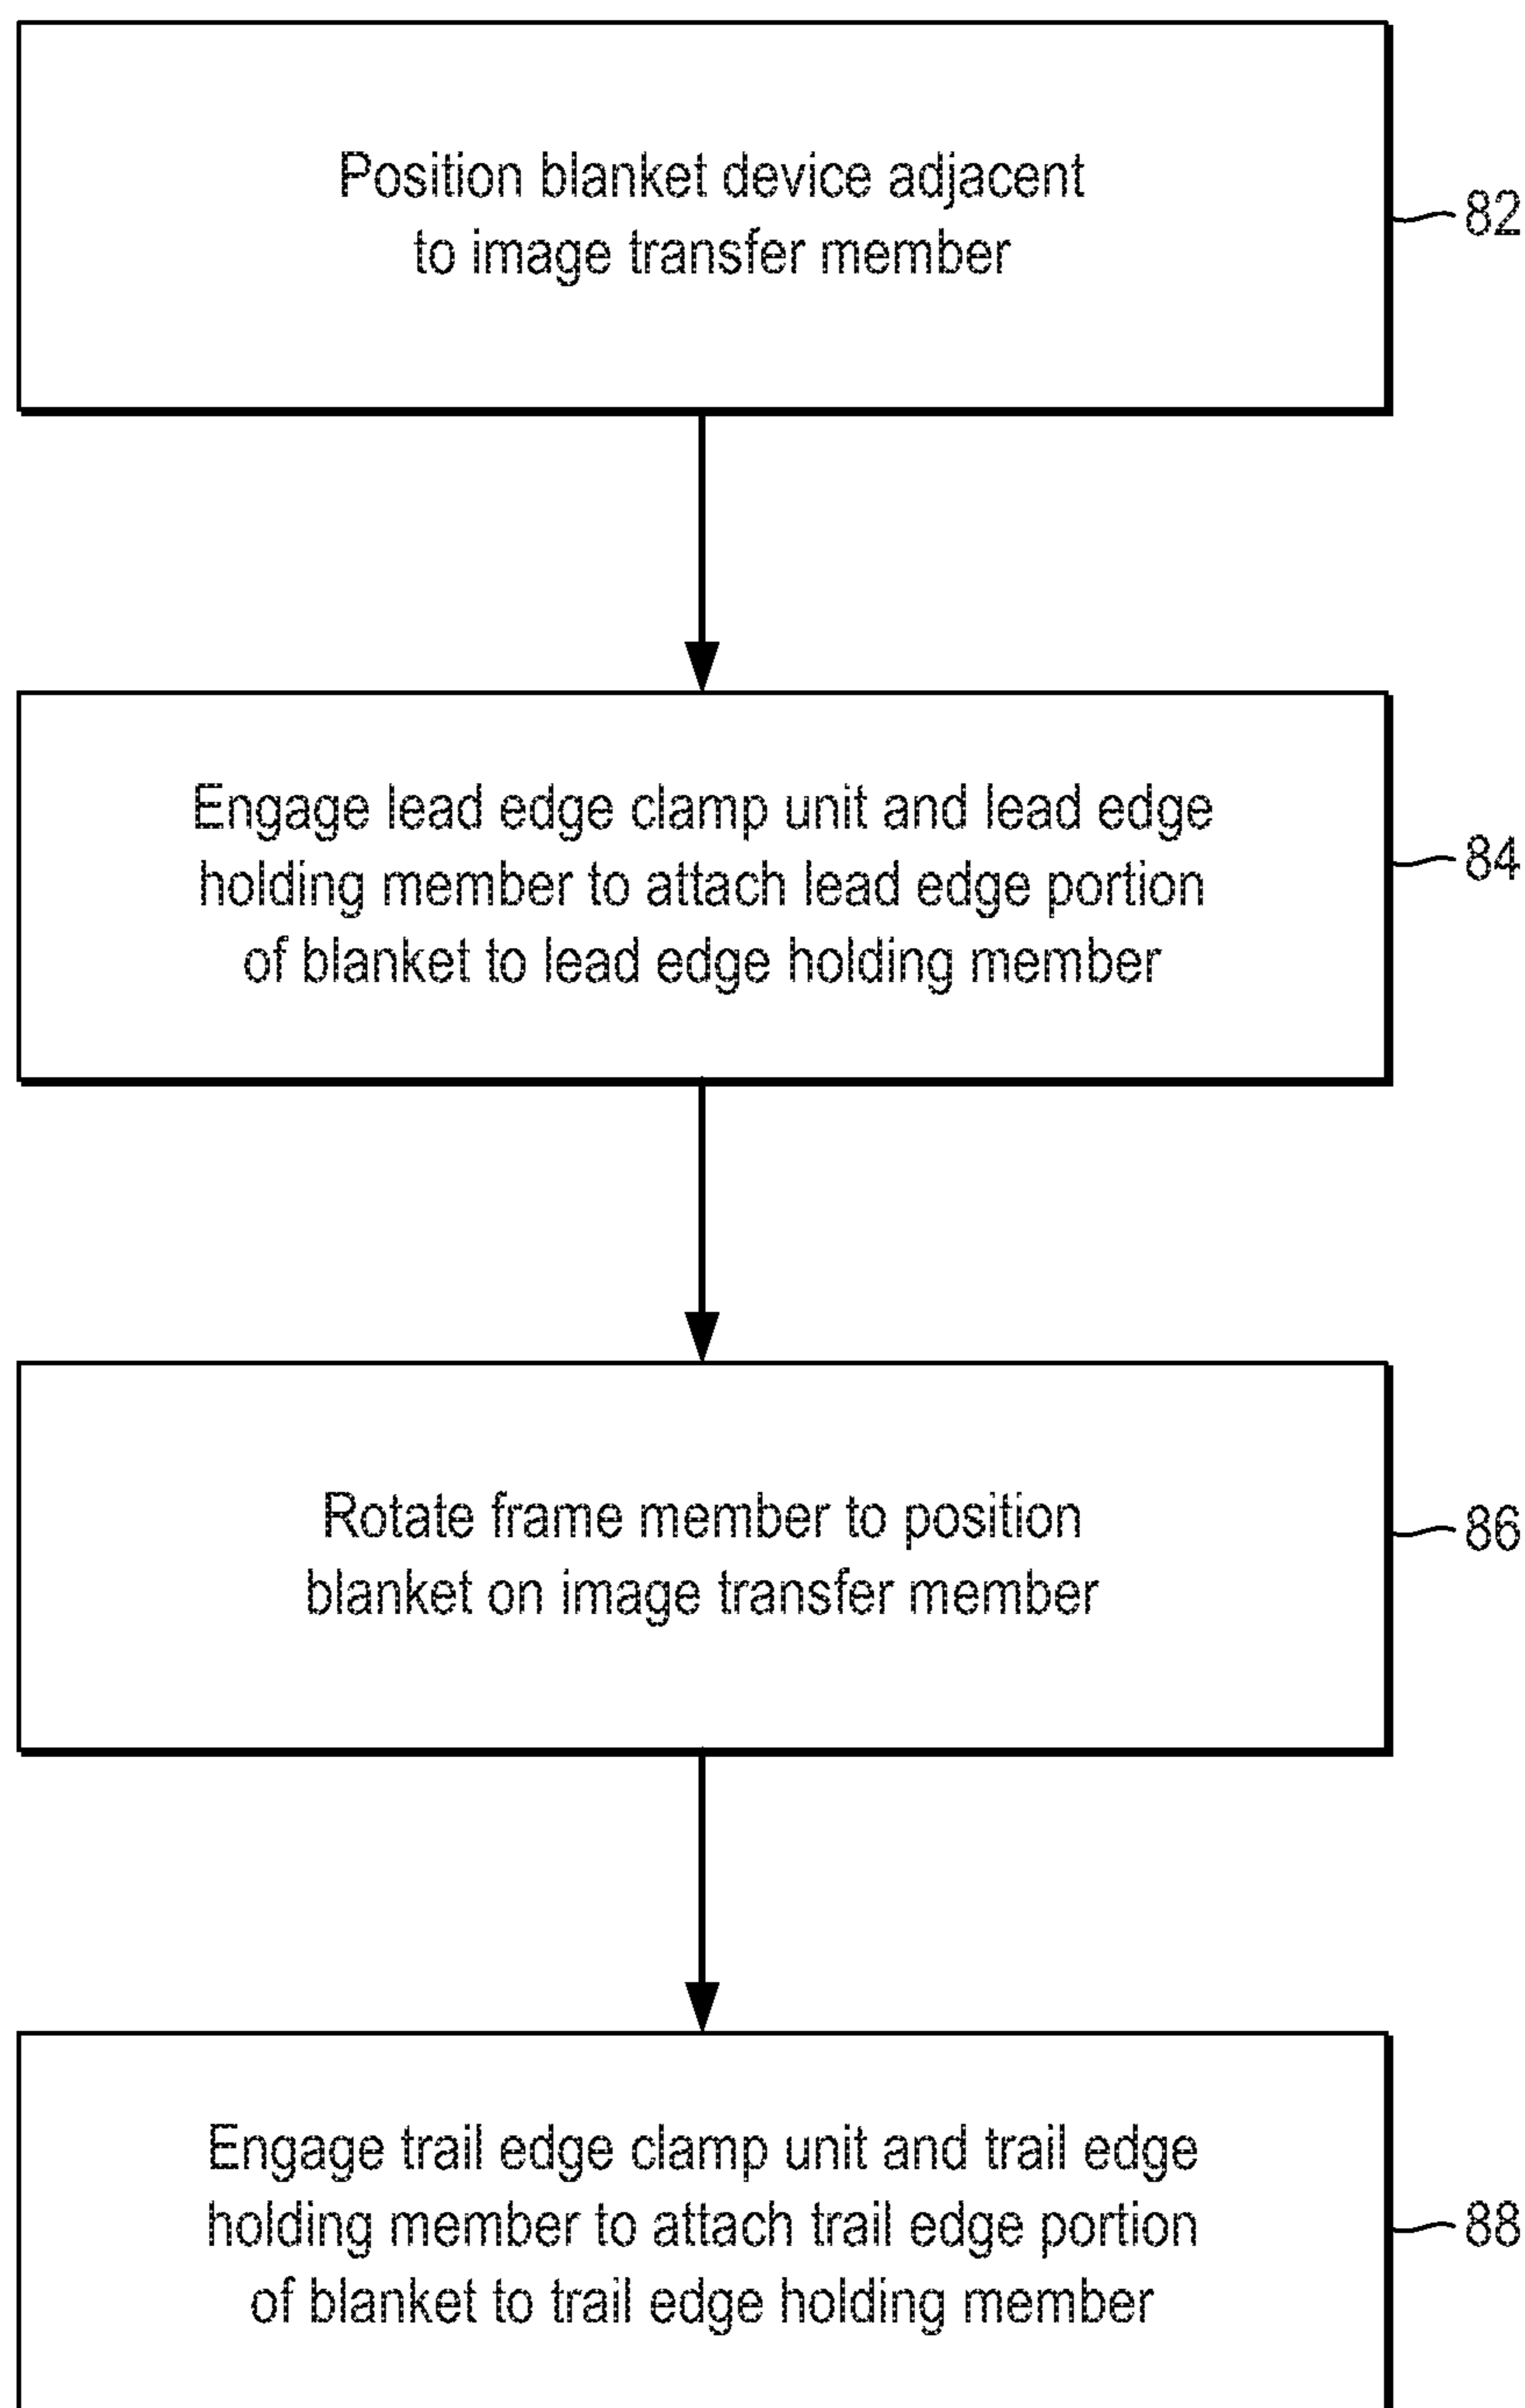 Position blanket device adjacent
to image transfer member
82
Engage lead edge clamp unit and lead edge
holding member to attach lead edge portion
of blanket to lead edge holding member
84
Rotate frame member to position
blanket on image transfer member
86
Engage trail edge clamp unit and trail edge
holding member to attach trail edge portion
of blanket to trail edge holding member
88